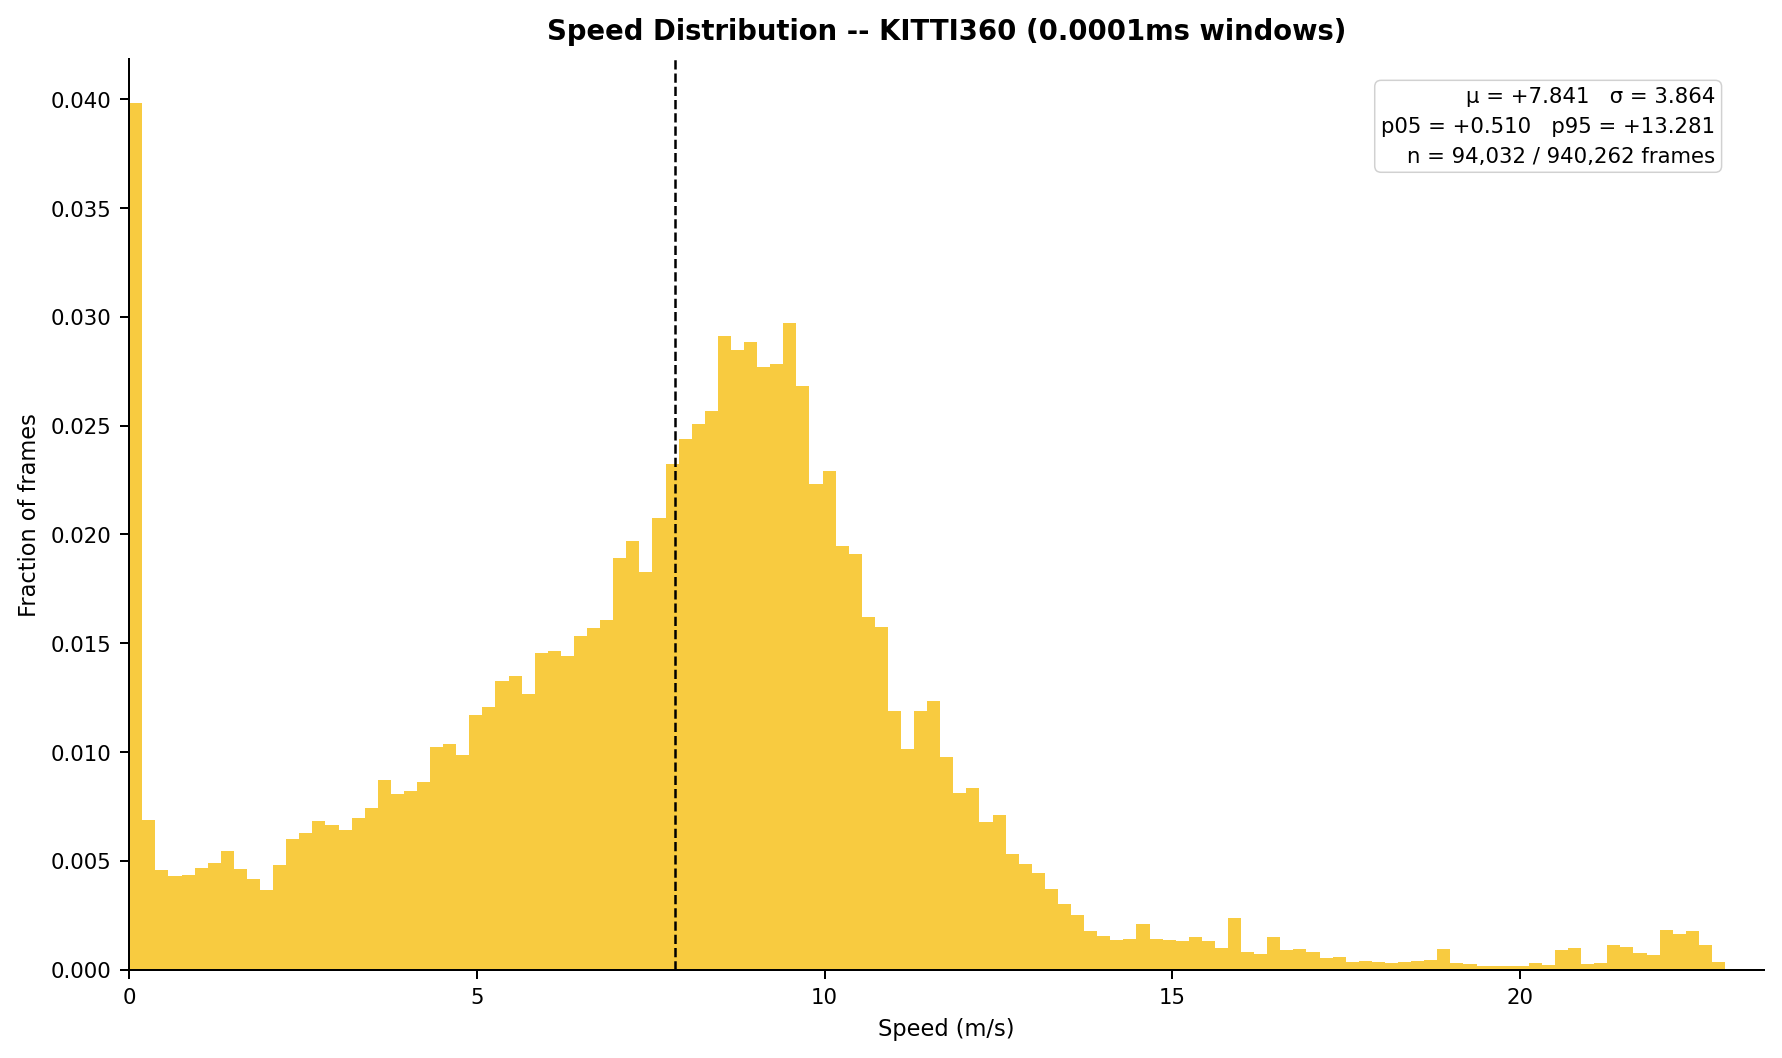 Speed Distribution -- KITTI360 (0.0001ms windows)
μ = +7.841   σ = 3.864
p05 = +0.510   p95 = +13.281
n = 94,032 / 940,262 frames
Fraction of frames
0.040
0.035
0.030
0.025
0.020
0.015
0.010
0.005
0.000
0 5 10 15 20
Speed (m/s)